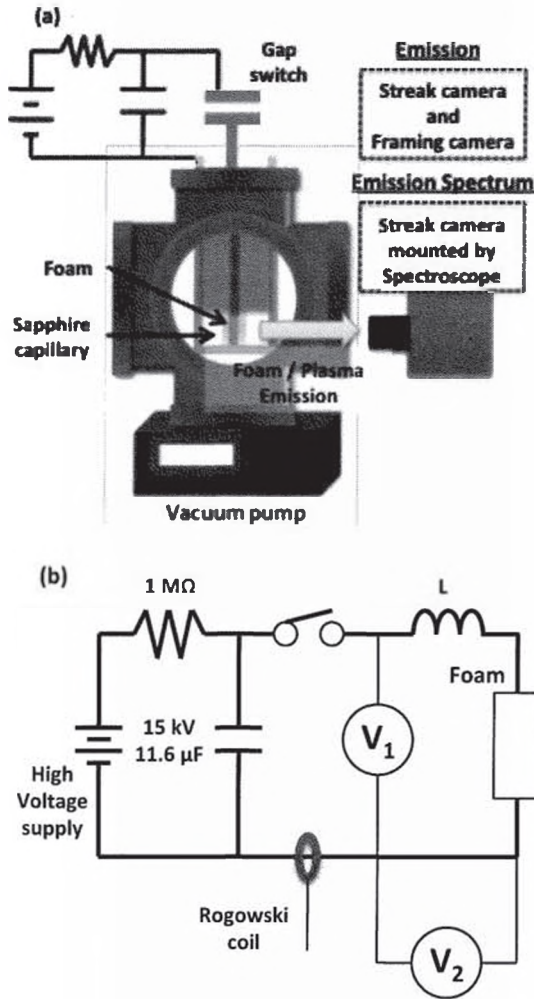 (a)
Gap
switch
Emission
Streak camera
and
Framing camera
Emission Spectrum
Streak camera
mounted by
Spectroscope
Foam
Sapphire
capillary
Foam / Plasma
Emission
Vacuum pump
(b)
1 MΩ
L
Foam
15 kV
11.6 μF
V1
High
Voltage
supply
Rogowski
coil
V2